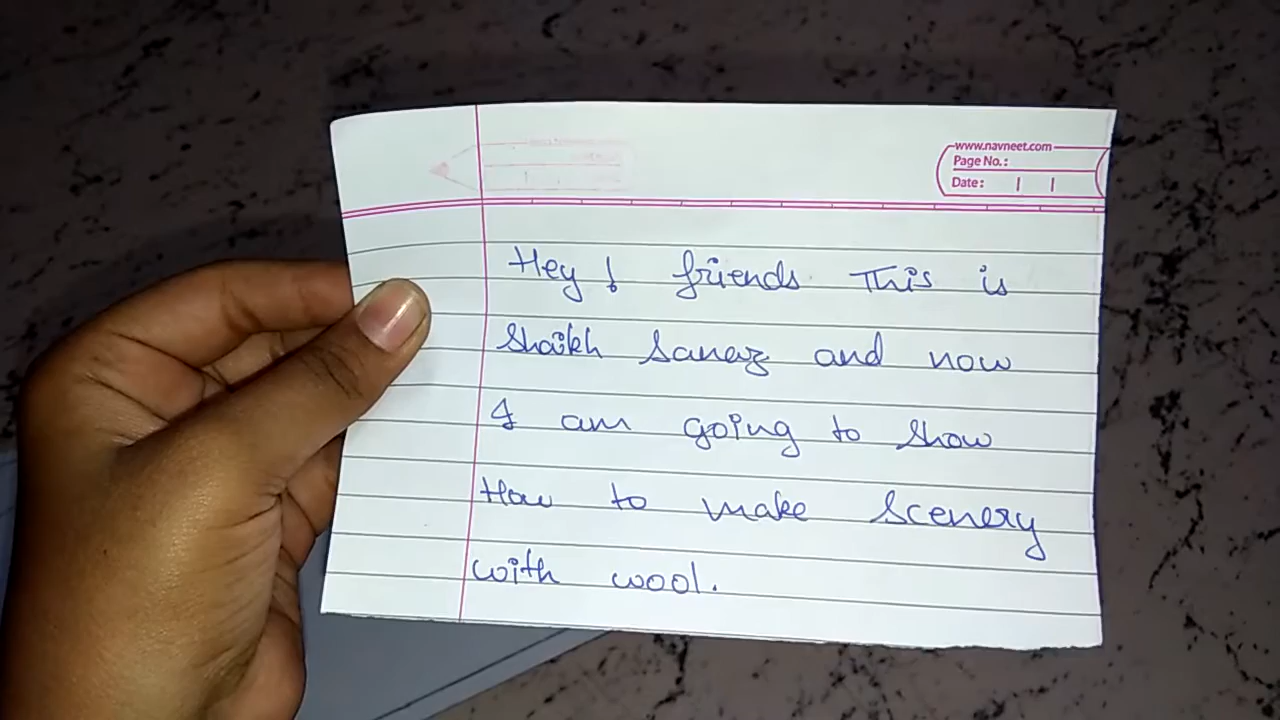 www.navneet.com
Page No.:
Date:
Hey! friends. This is
Shaikh Sanaz and now
I am going to show
How to make Scenery
with wool.